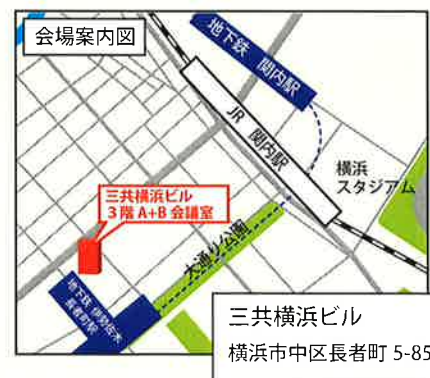 会場案内図
地下鉄 関内駅
JR 関内駅
横浜
スタジアム
三共横浜ビル
3階 A+B 会議室
大通り公園
地下鉄 伊勢佐木
長者町駅
三共横浜ビル
横浜市中区長者町 5-85